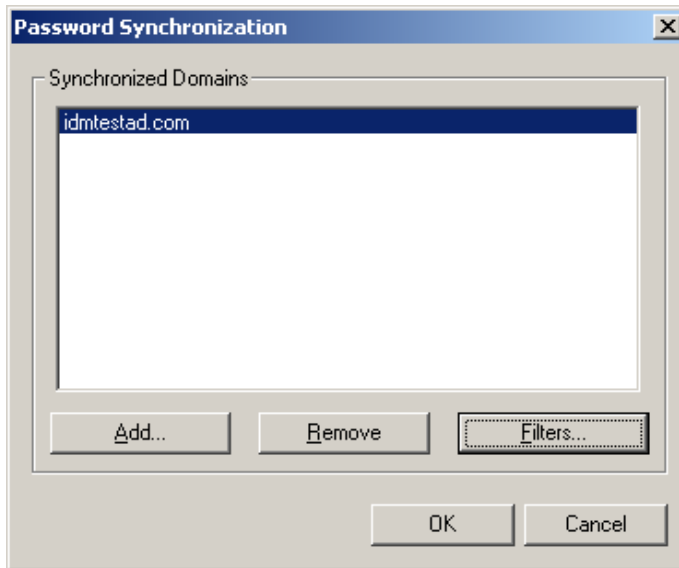 Password Synchronization
Synchronized Domains
idmtestad.com
Add...
Remove
Filters...
OK
Cancel